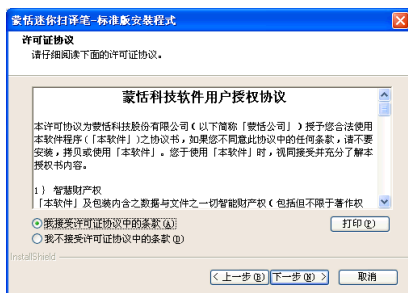 蒙恬迷你扫译笔-标准版安装程式
许可证协议
请仔细阅读下面的许可证协议。
蒙恬科技软件用户授权协议
本许可协议为蒙恬科技股份有限公司(以下简称「蒙恬公司」)授予您合法使用
本软件程序(「本软件」)之协议书,如果您不同意此协议中的任何条款,请不要
安装,拷贝或使用「本软件」。您于使用「本软件」时,视同接受并充分了解本
授权书内容。
1} 智慧财产权
「本软件」及包装内含之数据与文件之一切智能财产权(包括但不限于著作权
我接受许可证协议中的条款(A)
打印(P)
我不接受许可证协议中的条款(D)
InstallShield
< 上一步(B)
下一步(N) >
取消